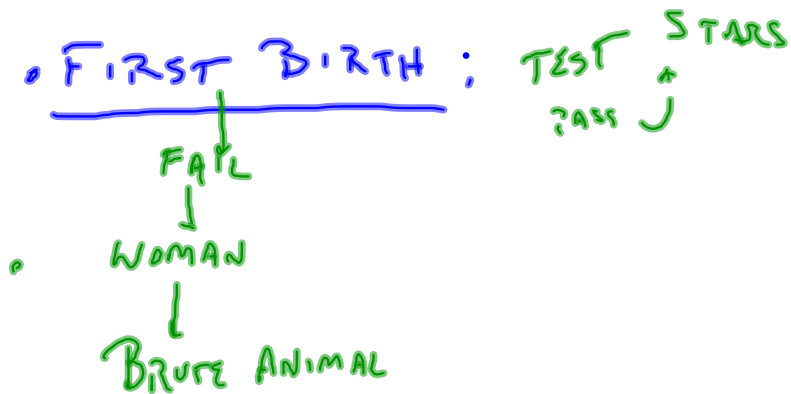 STARS
• FIRST BIRTH ; TEST
PASS
FAIL
• WOMAN
BRUTE ANIMAL